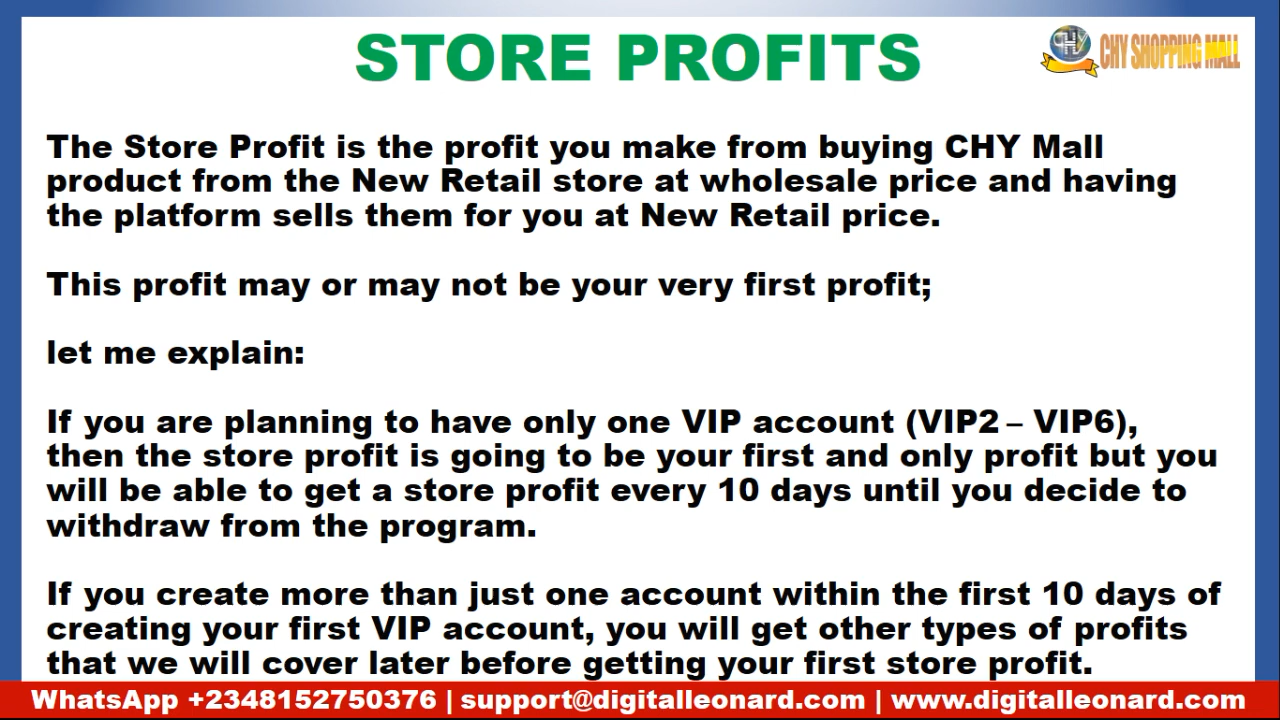 STORE PROFITS
CHY SHOPPING MALL
The Store Profit is the profit you make from buying CHY Mall
product from the New Retail store at wholesale price and having
the platform sells them for you at New Retail price.
This profit may or may not be your very first profit;
let me explain:
If you are planning to have only one VIP account (VIP2 – VIP6),
then the store profit is going to be your first and only profit but you
will be able to get a store profit every 10 days until you decide to
withdraw from the program.
If you create more than just one account within the first 10 days of
creating your first VIP account, you will get other types of profits
that we will cover later before getting your first store profit.
WhatsApp +2348152750376 | support@digitalleonard.com | www.digitalleonard.com